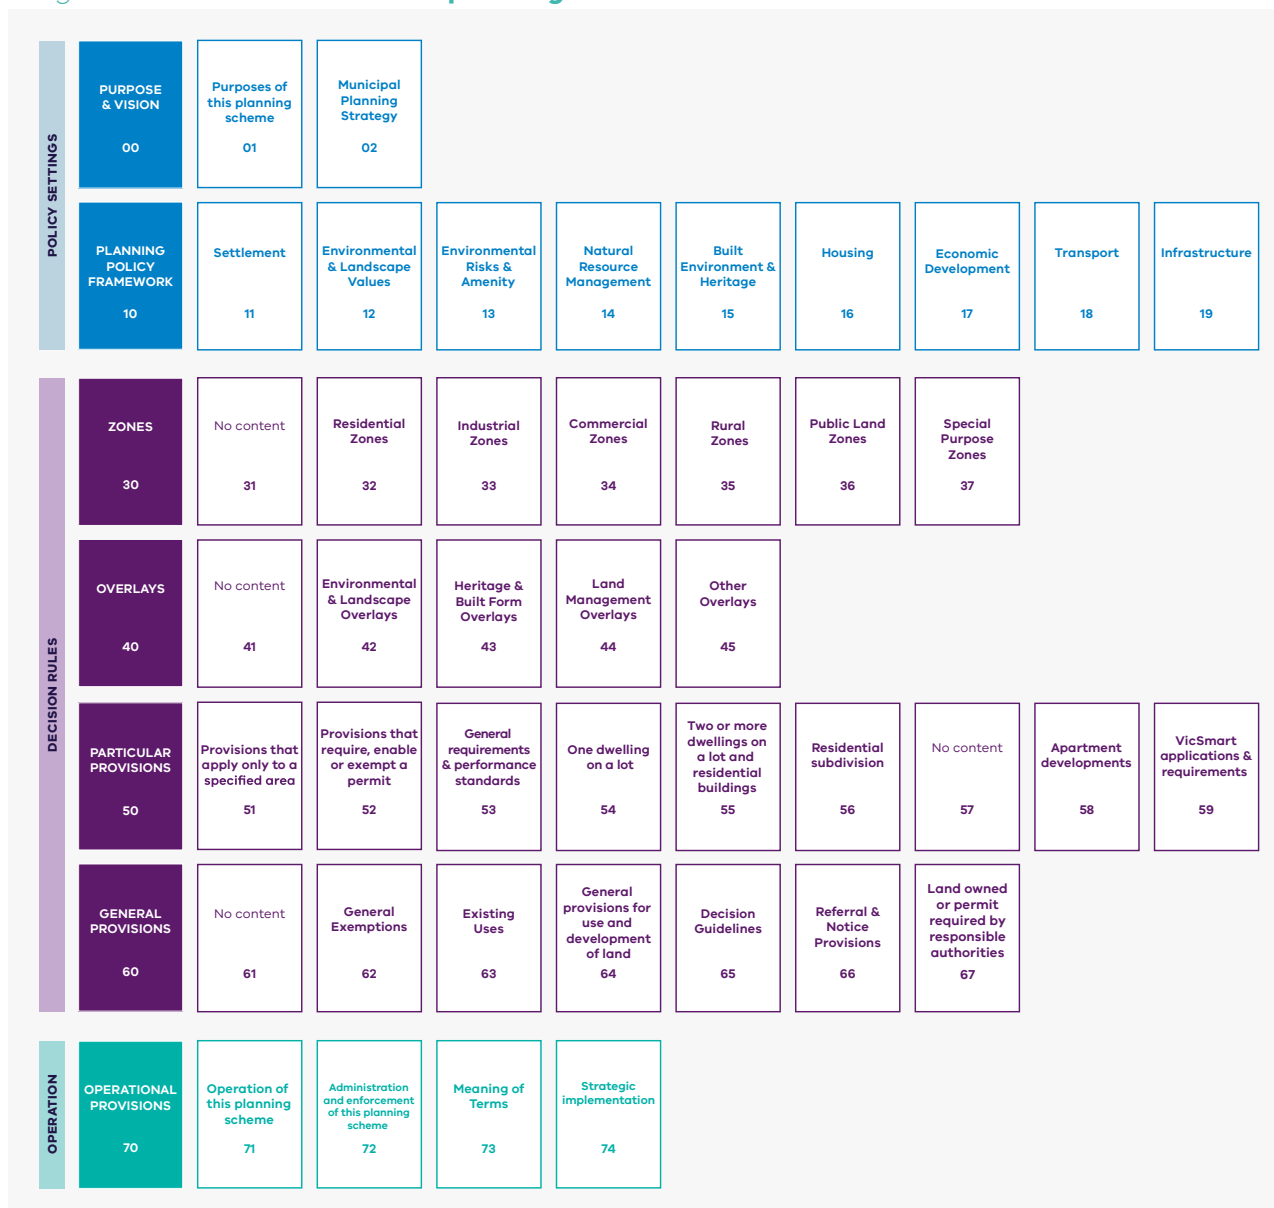 POLICY SETTINGS
PURPOSE
& VISION
00
Purposes of
this planning
scheme
01
Municipal
Planning
Strategy
02
PLANNING
POLICY
FRAMEWORK
10
Settlement
11
Environmental
& Landscape
Values
12
Environmental
Risks &
Amenity
13
Natural
Resource
Management
14
Built
Environment &
Heritage
15
Housing
16
Economic
Development
17
Transport
18
Infrastructure
19
DECISION RULES
ZONES
30
No content
31
Residential
Zones
32
Industrial
Zones
33
Commercial
Zones
34
Rural
Zones
35
Public Land
Zones
36
Special
Purpose
Zones
37
OVERLAYS
40
No content
41
Environmental
& Landscape
Overlays
42
Heritage &
Built Form
Overlays
43
Land
Management
Overlays
44
Other
Overlays
45
PARTICULAR
PROVISIONS
50
Provisions that
apply only to a
specified area
51
Provisions that
require, enable
or exempt a
permit
52
General
requirements
& performance
standards
53
One dwelling
on a lot
54
Two or more
dwellings on
a lot and
residential
buildings
55
Residential
subdivision
56
No content
57
Apartment
developments
58
VicSmart
applications &
requirements
59
GENERAL
PROVISIONS
60
No content
61
General
Exemptions
62
Existing
Uses
63
General
provisions for
use and
development
of land
64
Decision
Guidelines
65
Referral &
Notice
Provisions
66
Land owned
or permit
required by
responsible
authorities
67
OPERATION
OPERATIONAL
PROVISIONS
70
Operation of
this planning
scheme
71
Administration
and enforcement
of this planning
scheme
72
Meaning of
Terms
73
Strategic
implementation
74